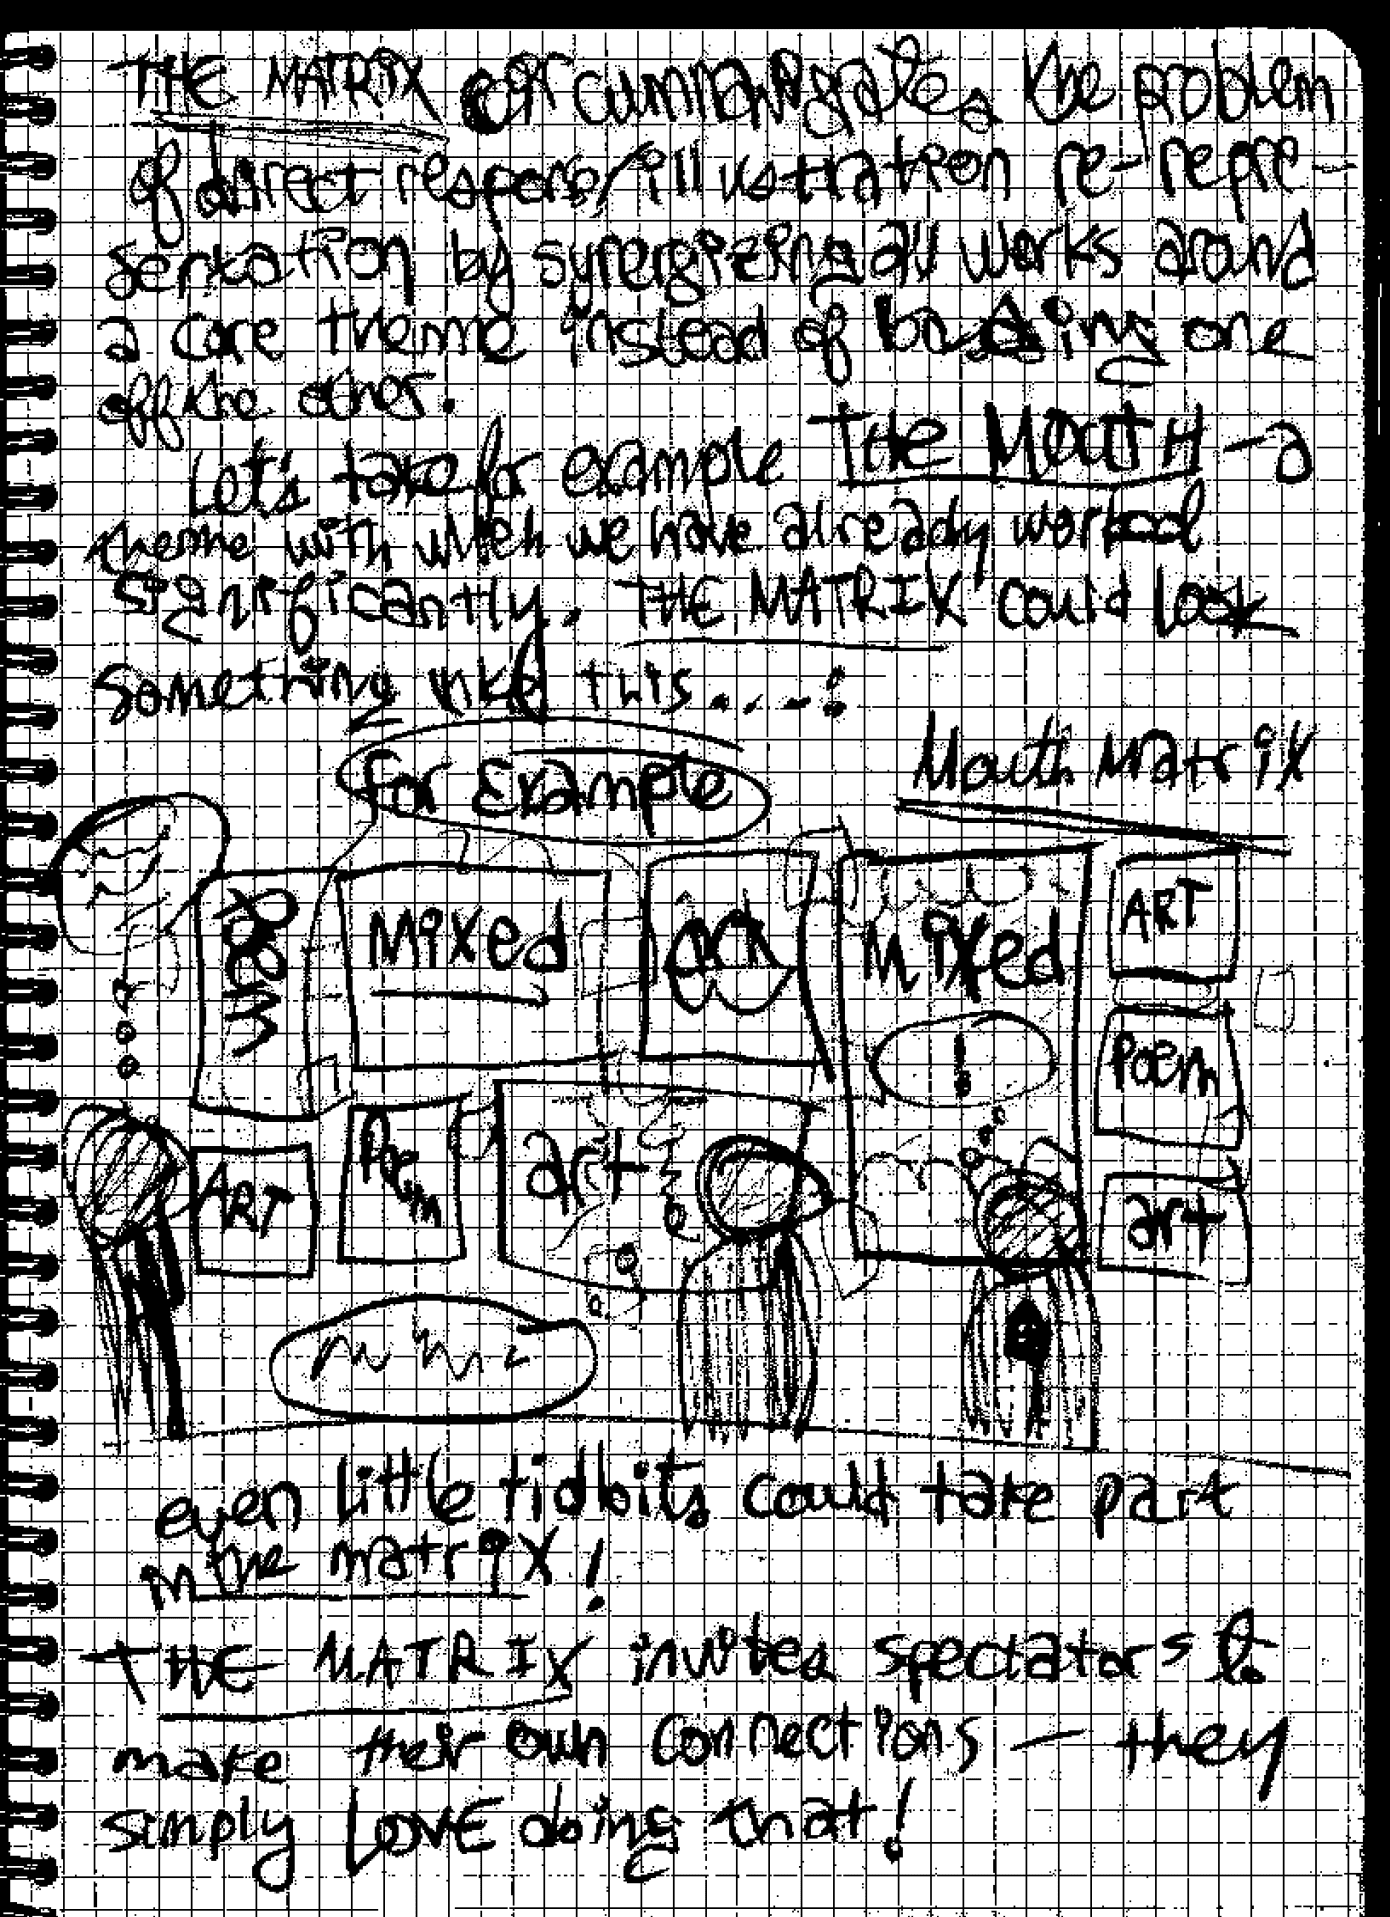 THE MATRIX circumnavigates the problem
of direct response/illustration re-repre-
sentation by synergizing all works around
a core theme instead of basing one
off the other.
Let's take for example THE MOUTH - a
theme with which we have already worked
significantly. THE MATRIX could look
something like this....:
for Example
Mouth Matrix
WORD
Mixed
art
mixed
ART
!
Poem
ART
Poem
art
art
even little tidbits could take part
in the matrix!
THE MATRIX invites spectators to
make their own connections — they
simply LOVE doing that!